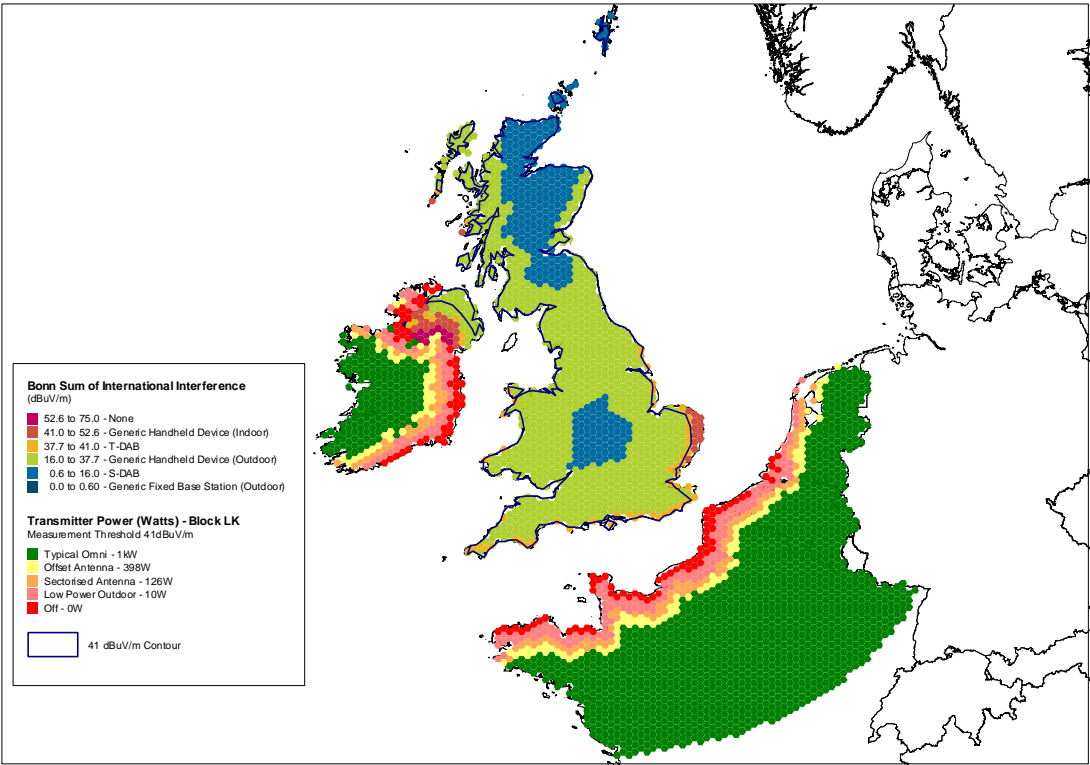 Bonn Sum of International Interference
(dBuV/m)
52.6 to 75.0 - None
41.0 to 52.6 - Generic Handheld Device (Indoor)
37.7 to 41.0 - T-DAB
16.0 to 37.7 - Generic Handheld Device (Outdoor)
0.6 to 16.0 - S-DAB
0.0 to 0.60 - Generic Fixed Base Station (Outdoor)
Transmitter Power (Watts) - Block LK
Measurement Threshold 41dBuV/m
Typical Omni - 1kW
Offset Antenna - 398W
Sectorised Antenna - 126W
Low Power Outdoor - 10W
Off - 0W
41 dBuV/m Contour